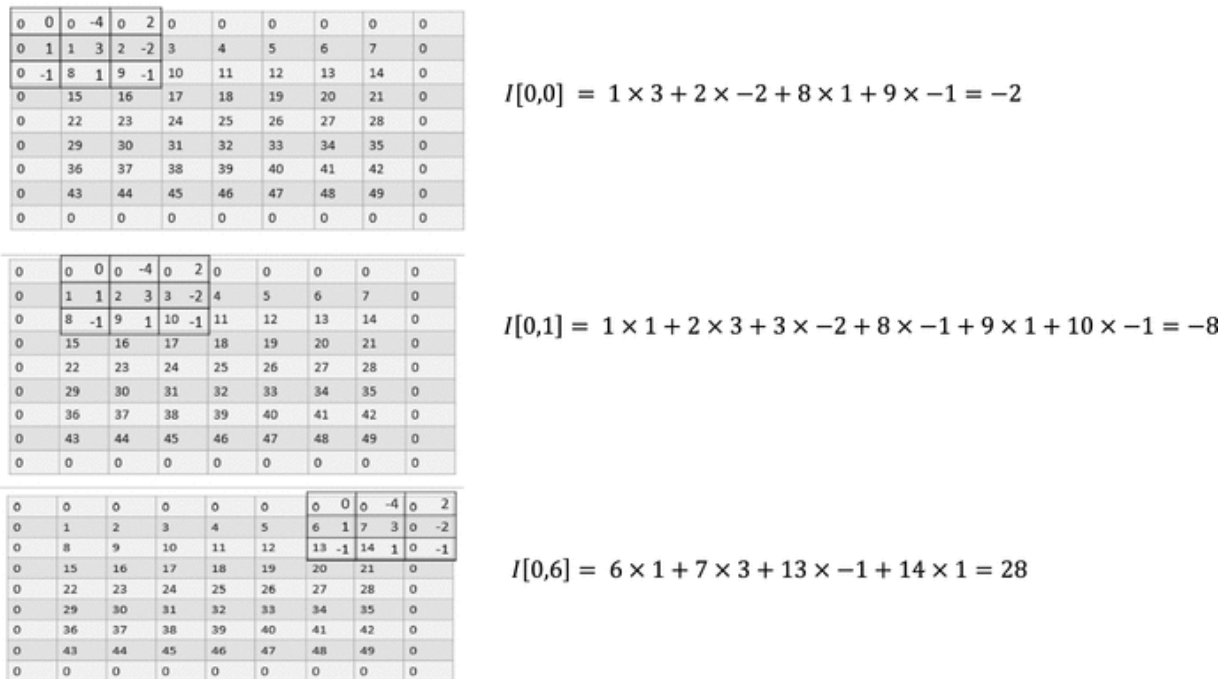 0 0 0 -4 0 2 0 0 0 0 0 0
0 1 1 3 2 -2 3 4 5 6 7 0
0 -1 8 1 9 -1 10 11 12 13 14 0
0 15 16 17 18 19 20 21 0
0 22 23 24 25 26 27 28 0
0 29 30 31 32 33 34 35 0
0 36 37 38 39 40 41 42 0
0 43 44 45 46 47 48 49 0
0 0 0 0 0 0 0 0 0
I[0,0] = 1 × 3 + 2 × −2 + 8 × 1 + 9 × −1 = −2
0 0 0 0 -4 0 2 0 0 0 0 0
0 1 1 2 3 3 -2 4 5 6 7 0
0 8 -1 9 1 10 -1 11 12 13 14 0
0 15 16 17 18 19 20 21 0
0 22 23 24 25 26 27 28 0
0 29 30 31 32 33 34 35 0
0 36 37 38 39 40 41 42 0
0 43 44 45 46 47 48 49 0
0 0 0 0 0 0 0 0 0
I[0,1] = 1 × 1 + 2 × 3 + 3 × −2 + 8 × −1 + 9 × 1 + 10 × −1 = −8
0 0 0 0 0 0 0 0 0 -4 0 2
0 1 2 3 4 5 6 1 7 3 0 -2
0 8 9 10 11 12 13 -1 14 1 0 -1
0 15 16 17 18 19 20 21 0
0 22 23 24 25 26 27 28 0
0 29 30 31 32 33 34 35 0
0 36 37 38 39 40 41 42 0
0 43 44 45 46 47 48 49 0
0 0 0 0 0 0 0 0 0
I[0,6] = 6 × 1 + 7 × 3 + 13 × −1 + 14 × 1 = 28